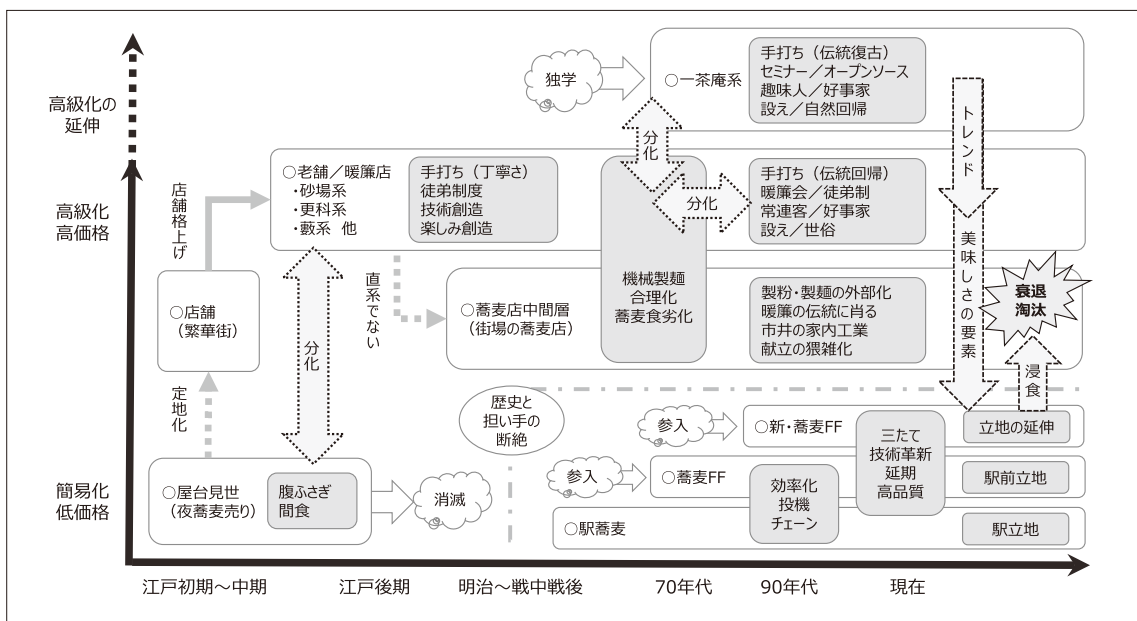 高級化の
延伸
高級化
高価格
簡易化
低価格
独学
○一茶庵系
手打ち（伝統復古）
セミナー／オープンソース
趣味人／好事家
設え／自然回帰
分化
トレンド
美味しさの要素
店舗格上げ
○老舗／暖簾店
・砂場系
・更科系
・藪系 他
手打ち（丁寧さ）
徒弟制度
技術創造
楽しみ創造
分化
手打ち（伝統回帰）
暖簾会／徒弟制
常連客／好事家
設え／世俗
○店舗
（繁華街）
定地化
分化
直系でない
○蕎麦店中間層
（街場の蕎麦店）
機械製麺
合理化
蕎麦食劣化
製粉・製麺の外部化
暖簾の伝統に肖る
市井の家内工業
献立の猥雑化
衰退
淘汰
浸食
歴史と
担い手の
断絶
参入
○新・蕎麦FF
三たて
技術革新
延期
高品質
立地の延伸
○屋台見世
（夜蕎麦売り）
腹ふさぎ
間食
消滅
参入
○蕎麦FF
効率化
投機
チェーン
駅前立地
○駅蕎麦
駅立地
江戸初期～中期
江戸後期
明治～戦中戦後
70年代
90年代
現在